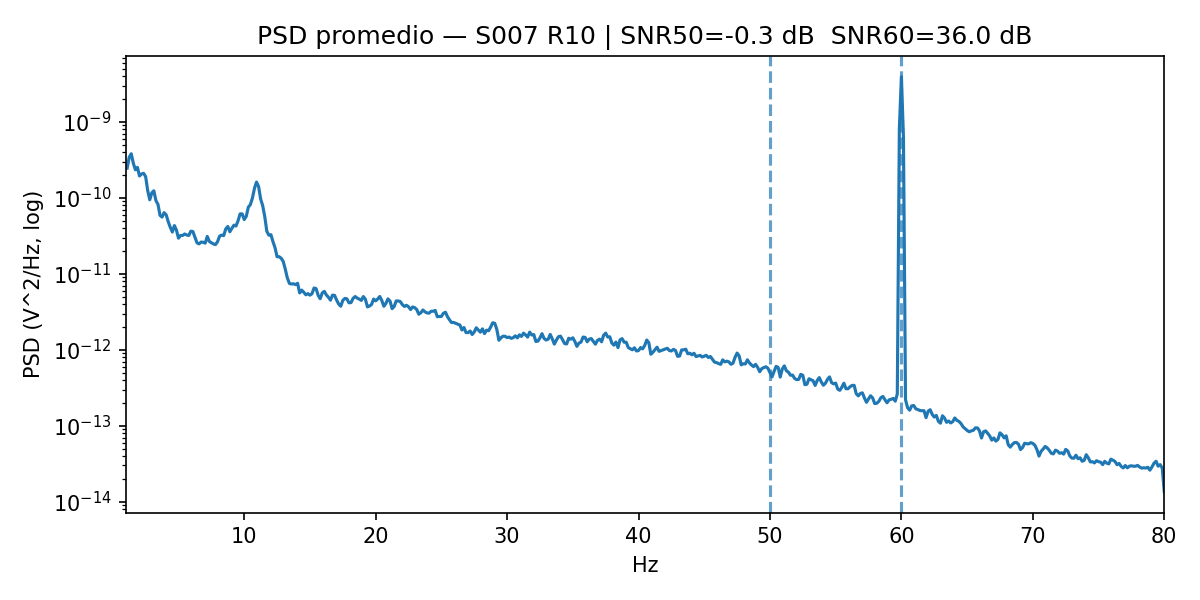 PSD promedio — S007 R10 | SNR50=-0.3 dB  SNR60=36.0 dB
PSD (V^2/Hz, log)
10⁻⁹
10⁻¹⁰
10⁻¹¹
10⁻¹²
10⁻¹³
10⁻¹⁴
10 20 30 40 50 60 70 80
Hz